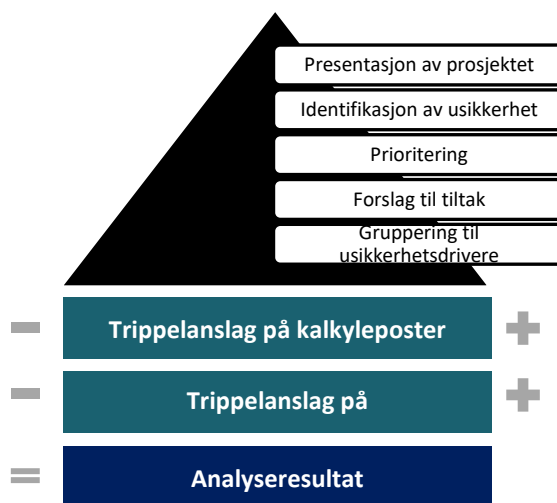 Presentasjon av prosjektet
Identifikasjon av usikkerhet
Prioritering
Forslag til tiltak
Gruppering til
usikkerhetsdrivere
Trippelanslag på kalkyleposter
Trippelanslag på
Analyseresultat